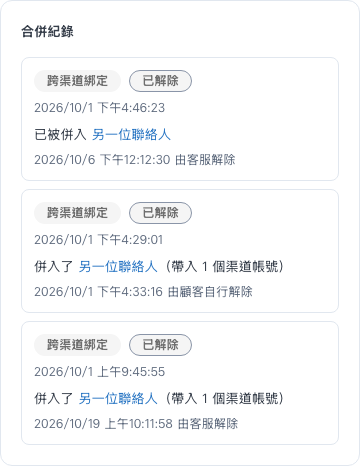 合併紀錄
跨渠道綁定 已解除
2026/10/1 下午4:46:23
已被併入 另一位聯絡人
2026/10/6 下午12:12:30 由客服解除
跨渠道綁定 已解除
2026/10/1 下午4:29:01
併入了 另一位聯絡人（帶入 1 個渠道帳號）
2026/10/1 下午4:33:16 由顧客自行解除
跨渠道綁定 已解除
2026/10/1 上午9:45:55
併入了 另一位聯絡人（帶入 1 個渠道帳號）
2026/10/19 上午10:11:58 由客服解除